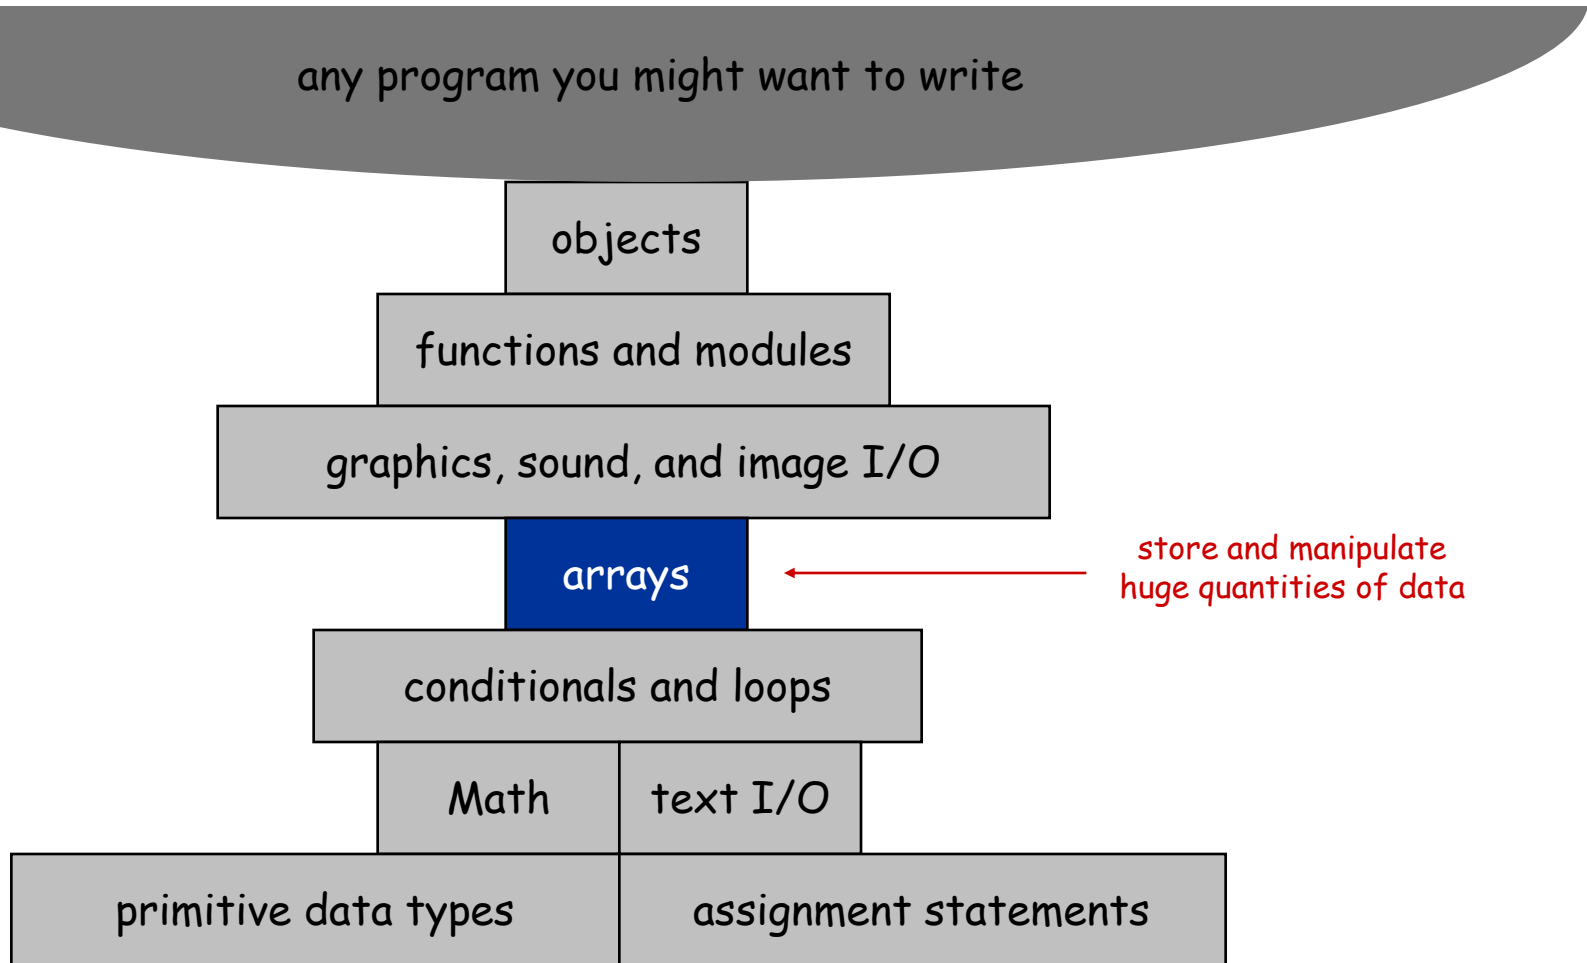 any program you might want to write
objects
functions and modules
graphics, sound, and image I/O
arrays
store and manipulate
huge quantities of data
conditionals and loops
Math
text I/O
primitive data types
assignment statements